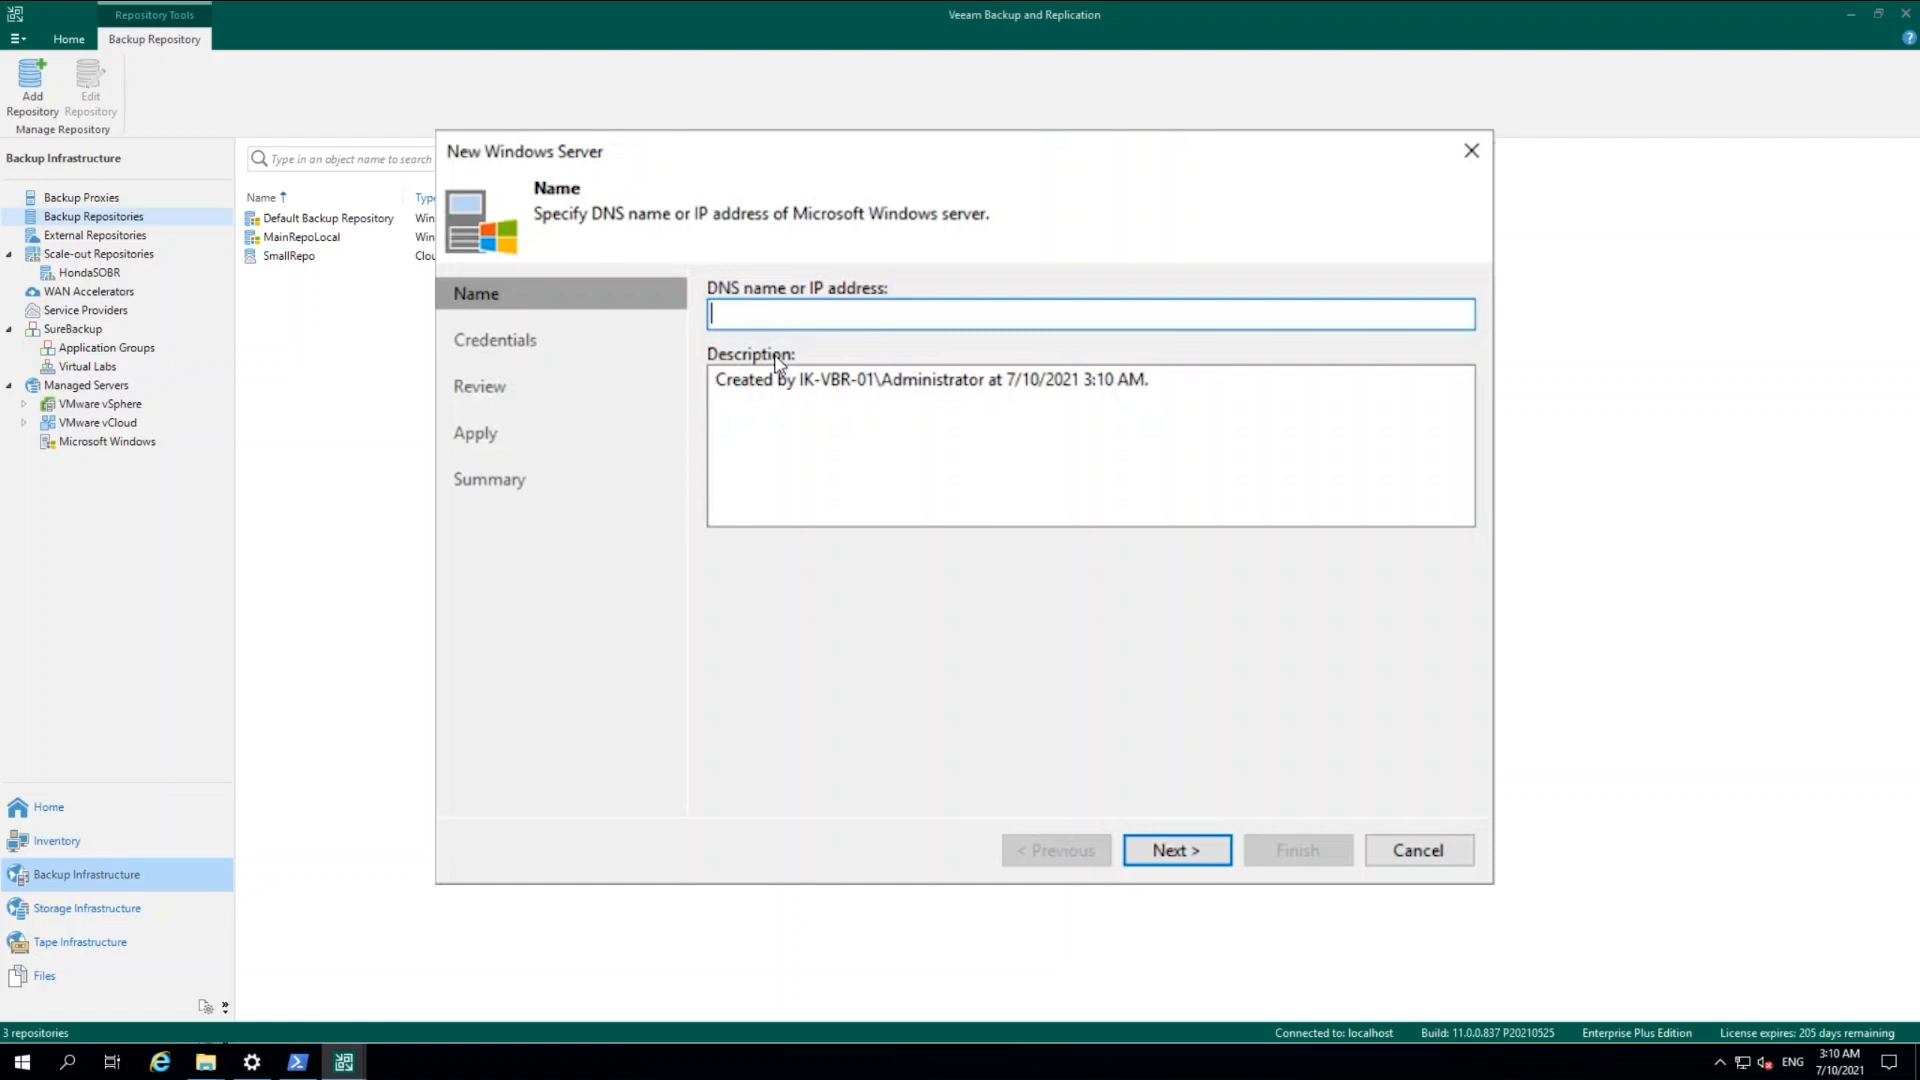 Repository Tools
Veeam Backup and Replication
Home
Backup Repository
Add
Repository
Edit
Repository
Manage Repository
Backup Infrastructure
Backup Proxies
Backup Repositories
External Repositories
Scale-out Repositories
HondaSOBR
WAN Accelerators
Service Providers
SureBackup
Application Groups
Virtual Labs
Managed Servers
VMware vSphere
VMware vCloud
Microsoft Windows
Home
Inventory
Backup Infrastructure
Storage Infrastructure
Tape Infrastructure
Files
Type in an object name to search
Name
Type
Default Backup Repository
Win
MainRepoLocal
Win
SmallRepo
Clou
New Windows Server
Name
Specify DNS name or IP address of Microsoft Windows server.
Name
Credentials
Review
Apply
Summary
DNS name or IP address:
Description:
Created by IK-VBR-01\Administrator at 7/10/2021 3:10 AM.
< Previous
Next >
Finish
Cancel
3 repositories
Connected to: localhost
Build: 11.0.0.837 P20210525
Enterprise Plus Edition
License expires: 205 days remaining
ENG
3:10 AM
7/10/2021